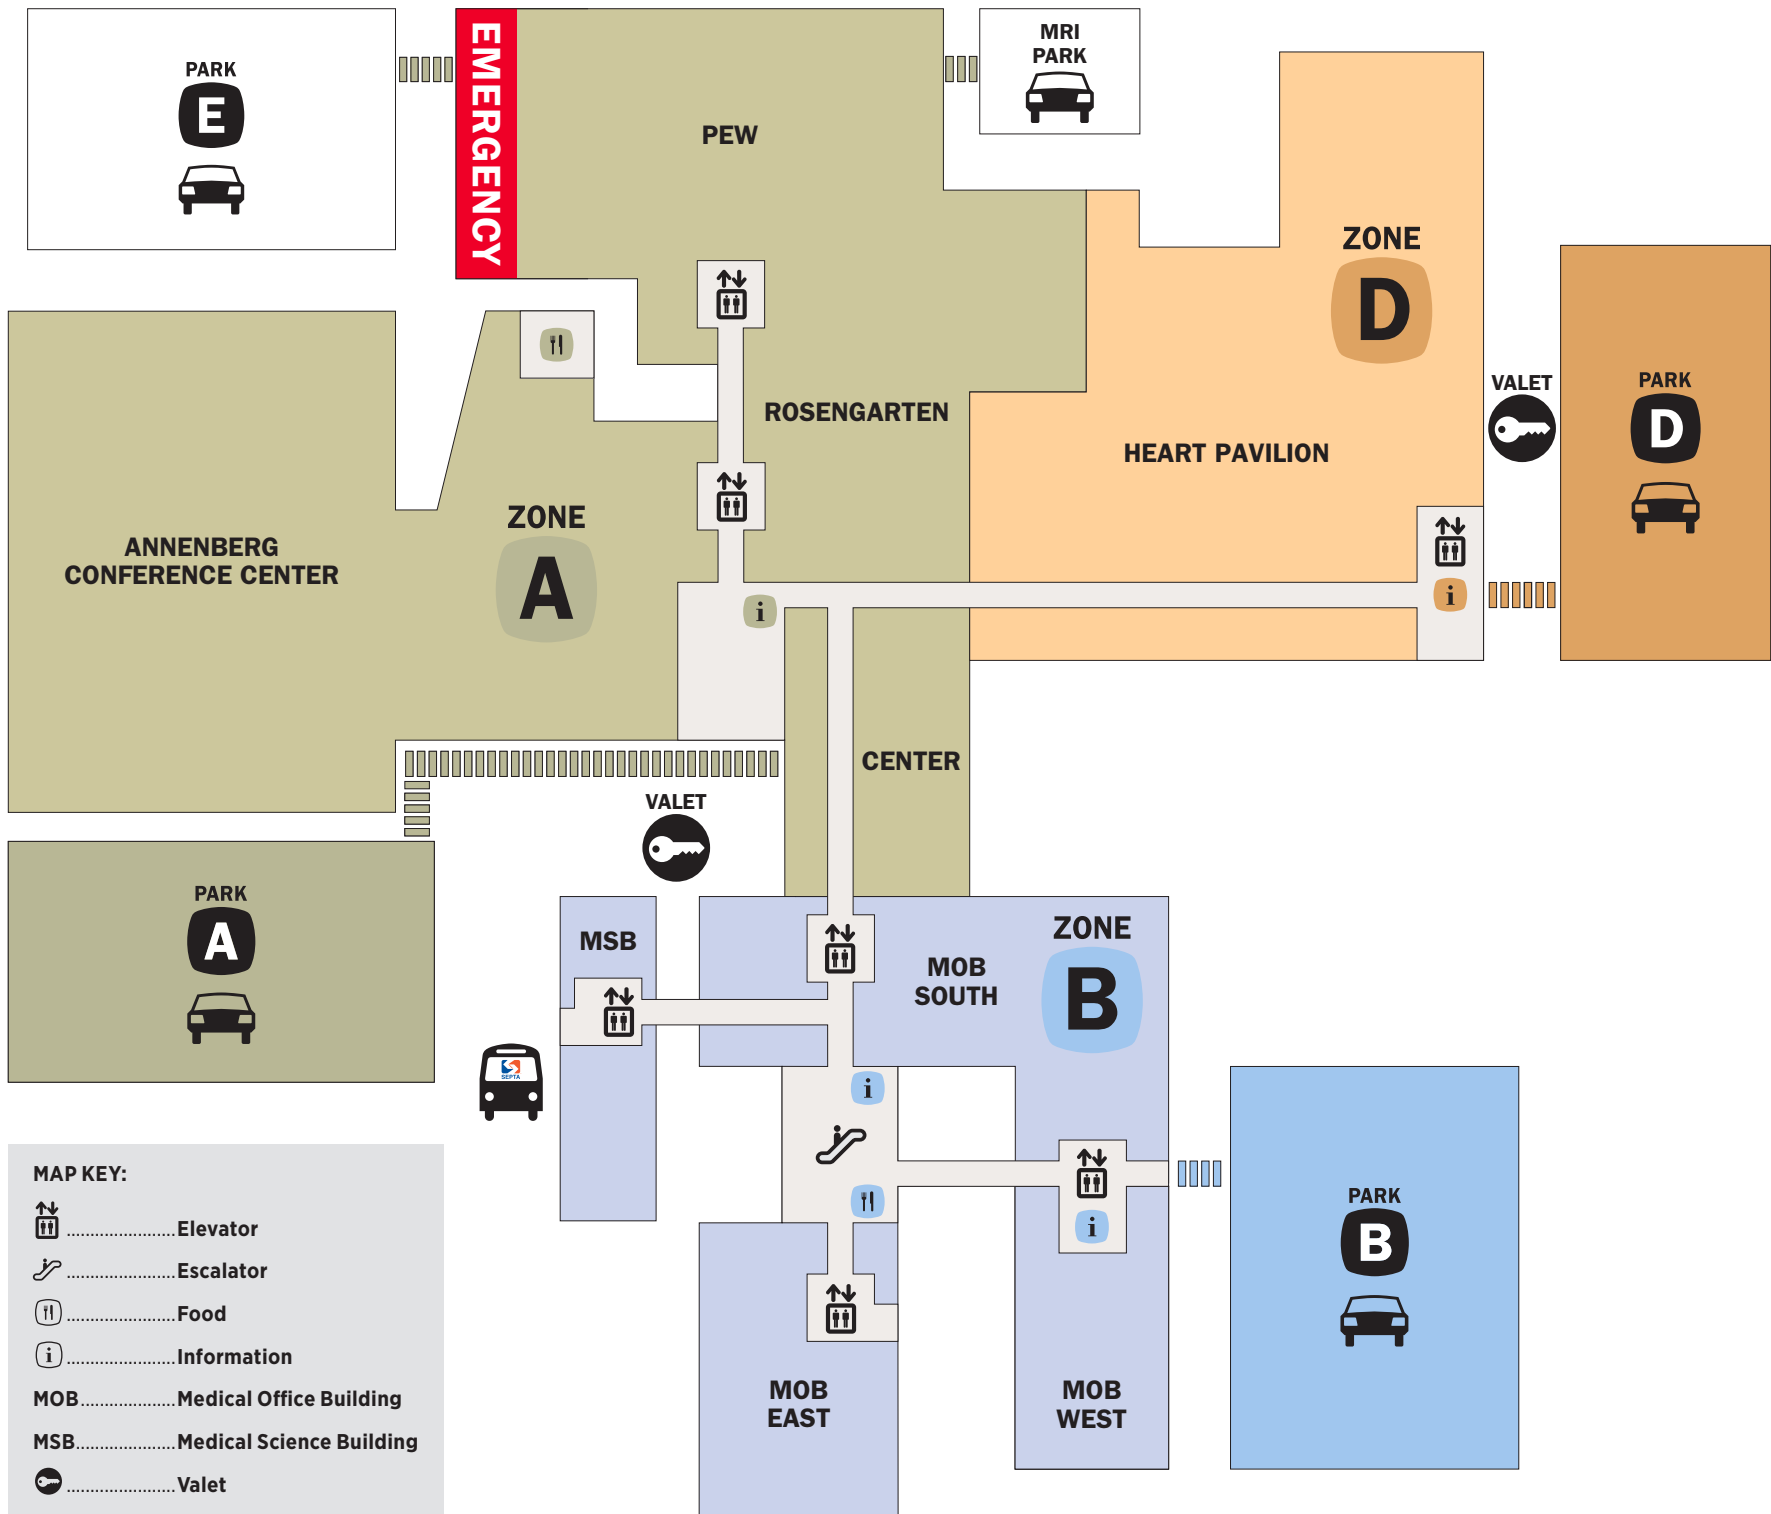 PARK
E
EMERGENCY
MRI
PARK
PEW
ZONE
D
VALET
PARK
D
ROSENGARTEN
HEART PAVILION
ANNENBERG
CONFERENCE CENTER
ZONE
A
i
i
CENTER
VALET
PARK
A
MSB
MOB
SOUTH
ZONE
B
SEPTA
i
i
PARK
B
MOB
EAST
MOB
WEST
MAP KEY:
.......................Elevator
.......................Escalator
.......................Food
i .......................Information
MOB....................Medical Office Building
MSB.....................Medical Science Building
.......................Valet